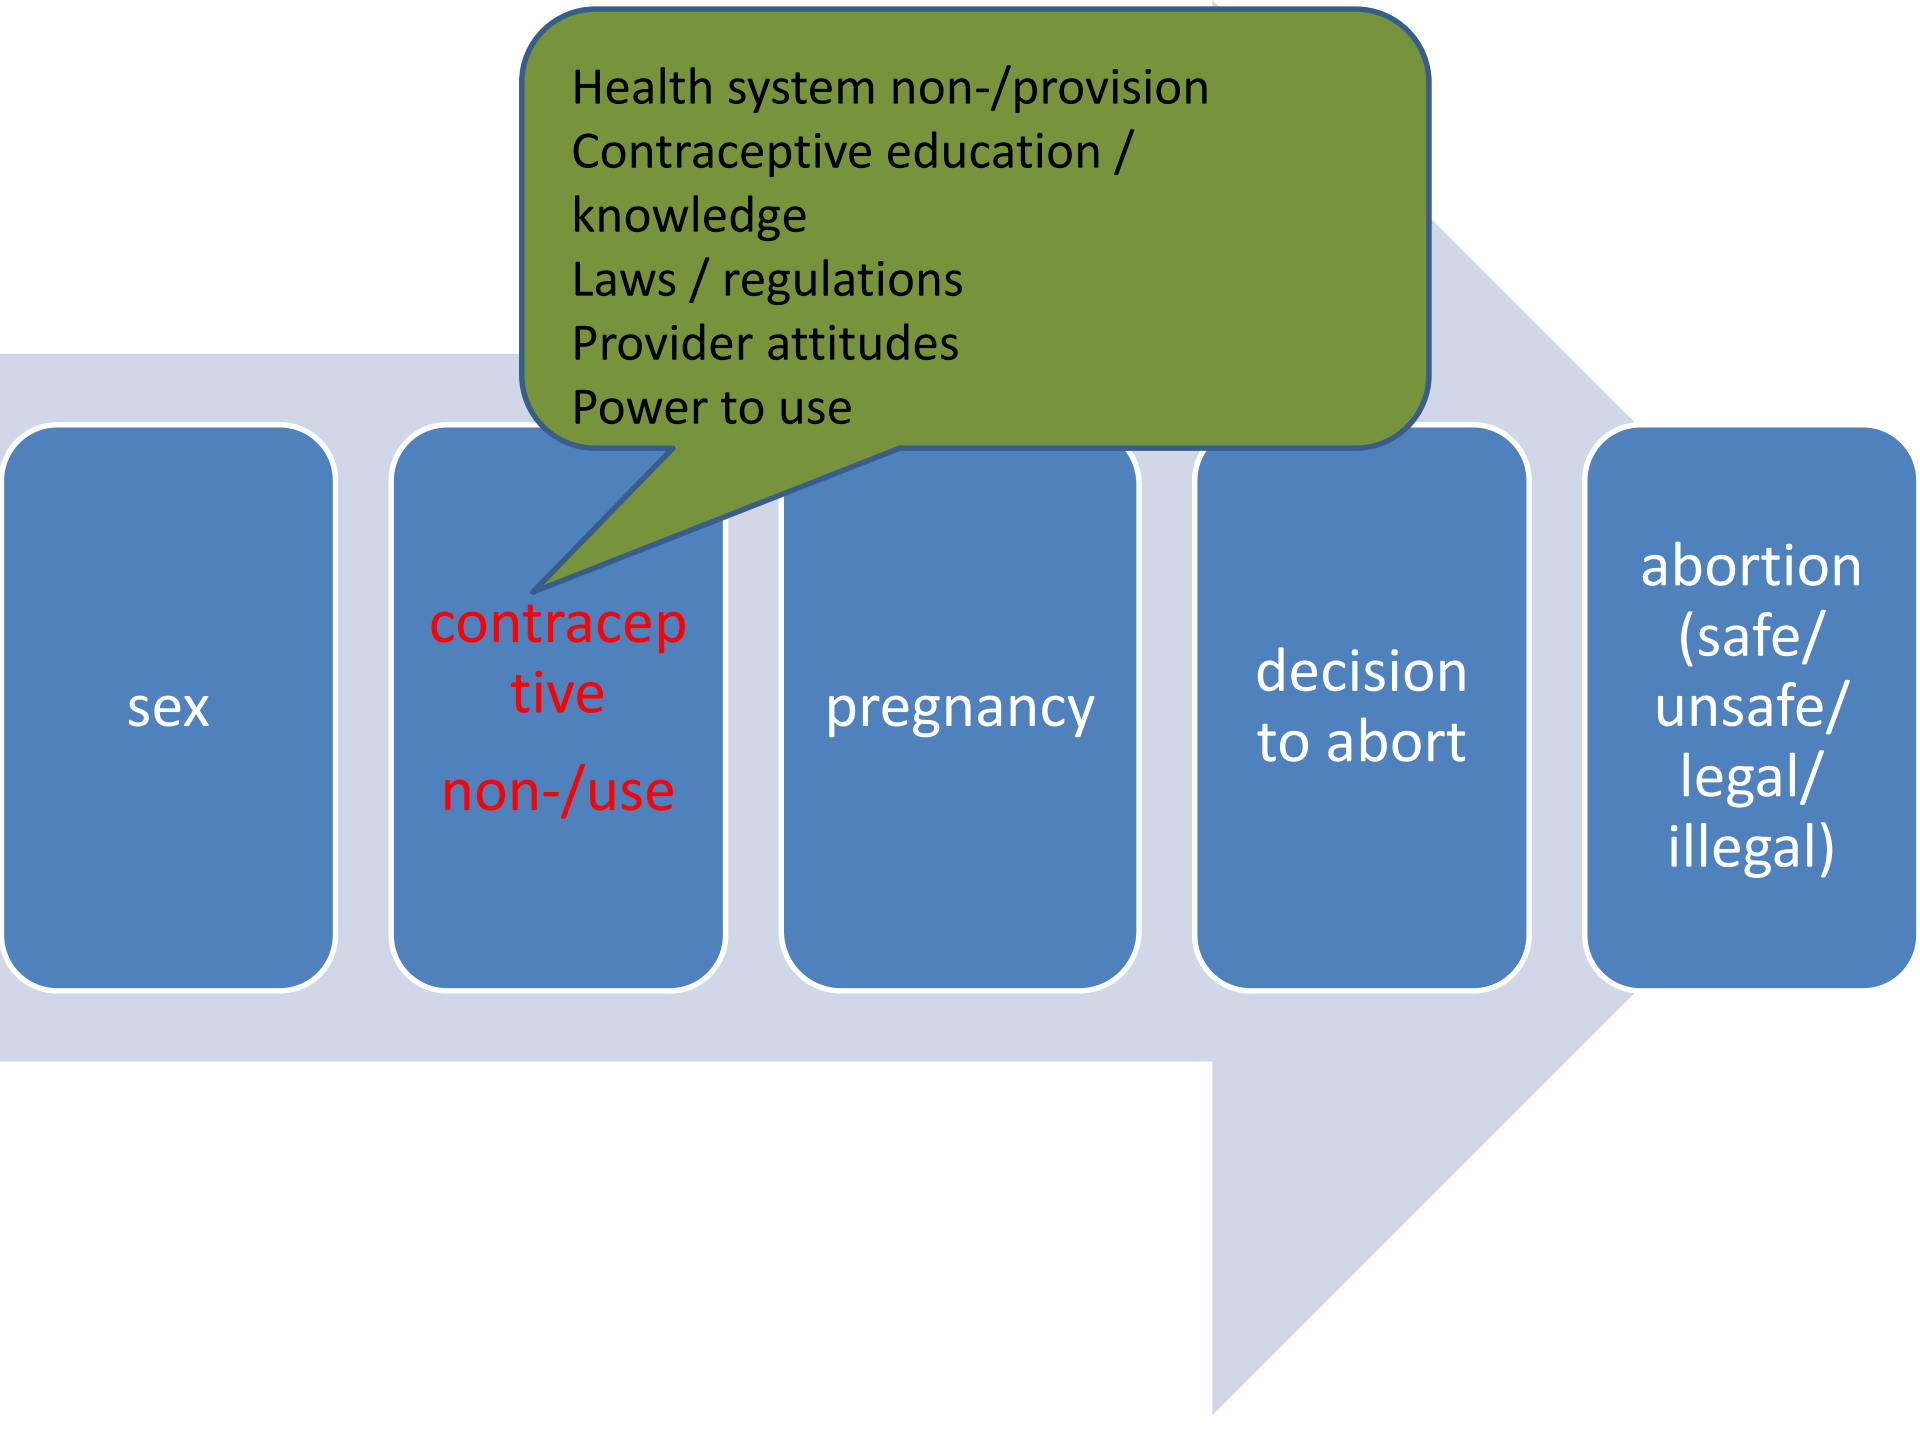 Health system non-/provision
Contraceptive education /
knowledge
Laws / regulations
Provider attitudes
Power to use
sex
contracep
tive
non-/use
pregnancy
decision
to abort
abortion
(safe/
unsafe/
legal/
illegal)